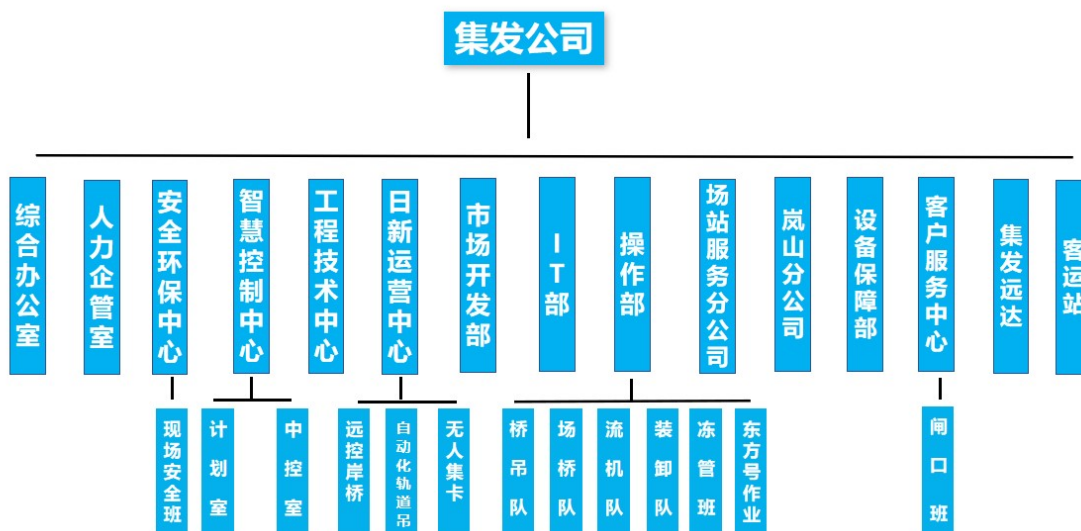 集发公司
综合办公室
人力企管室
安全环保中心
智慧控制中心
工程技术中心
日新运营中心
市场开发部
IT部
操作部
场站服务分公司
岚山分公司
设备保障部
客户服务中心
集发远达
客运站
现场安全班
计划室
中控室
远控岸桥
自动化轨道吊
无人集卡
桥吊队
场桥队
流机队
装卸队
冻管班
东方号作业
闸口班